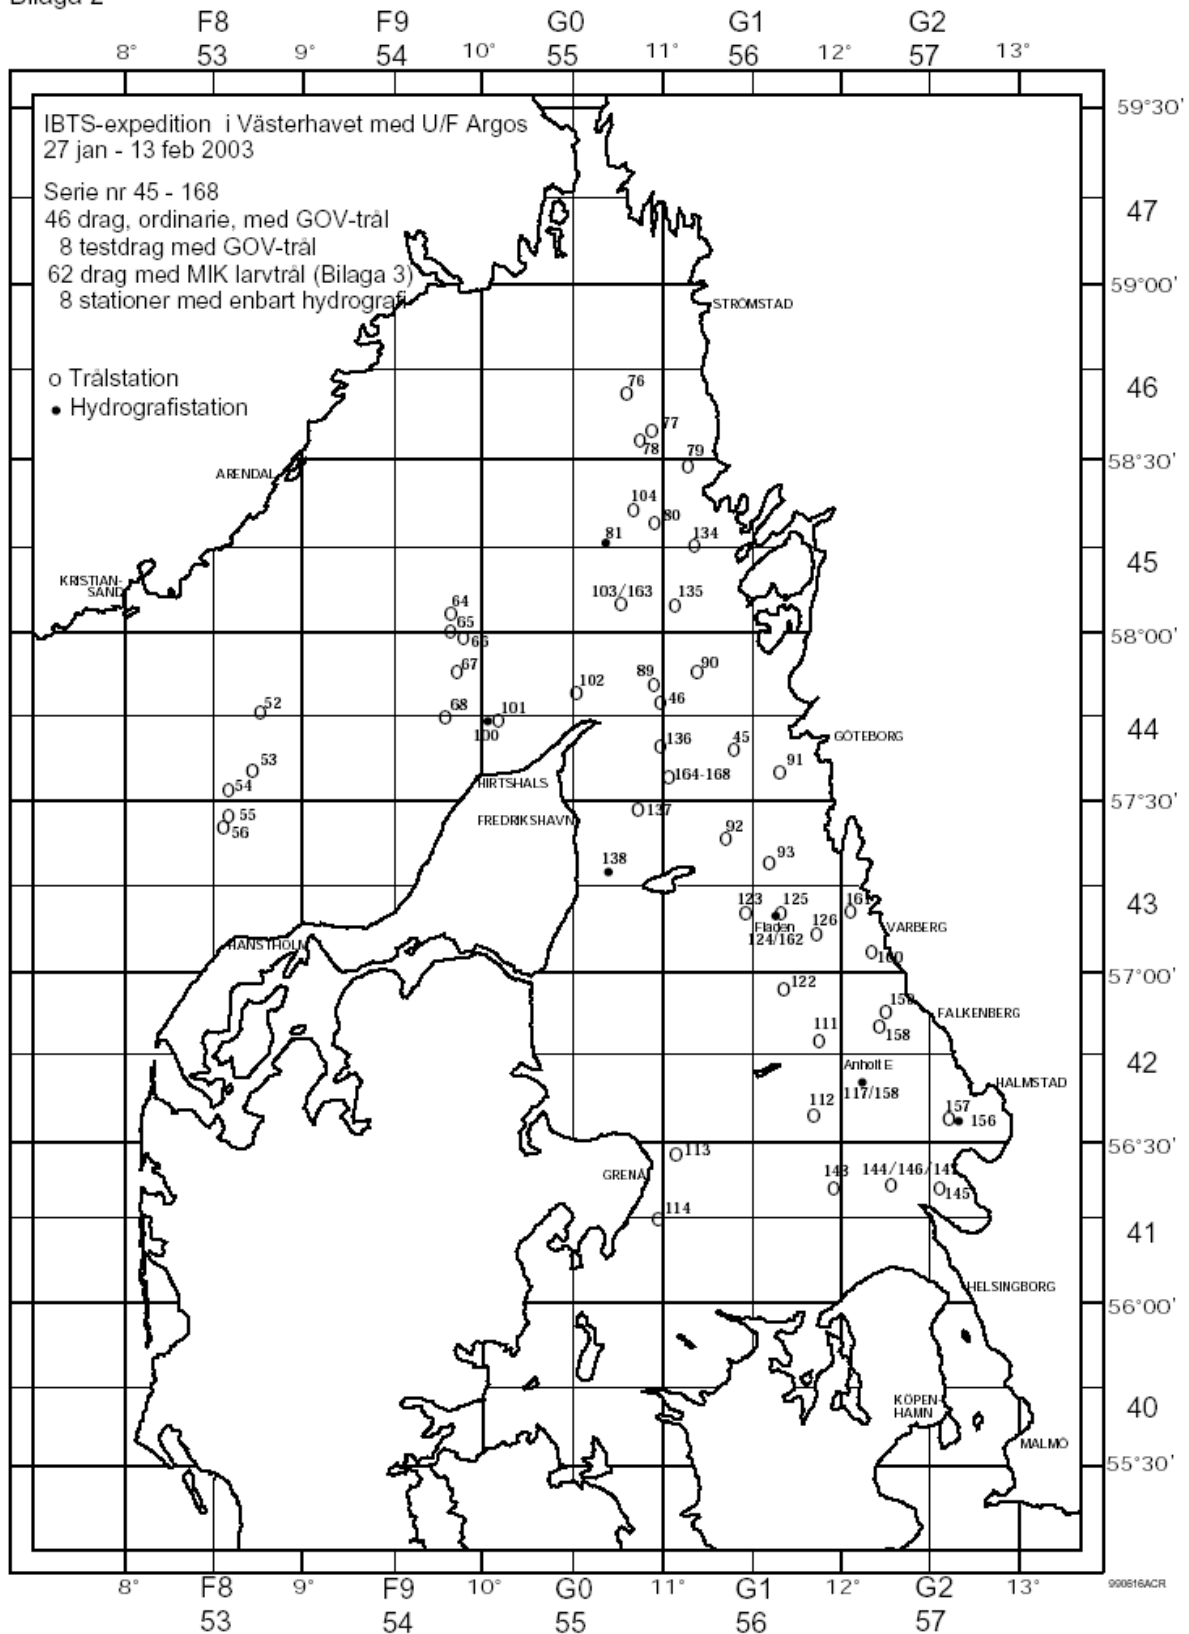 Bilaga 2
F8 F9 G0 G1 G2
8° 53 9° 54 10° 55 11° 56 12° 57 13°
59°30'
IBTS-expedition i Västerhavet med U/F Argos
27 jan - 13 feb 2003
Serie nr 45 - 168
47
46 drag, ordinarie, med GOV-trål
8 testdrag med GOV-trål
62 drag med MIK larvtrål (Bilaga 3)
59°00'
8 stationer med enbart hydrografi
STRÖMSTAD
o Trålstation
76
46
• Hydrografistation
77
78
79
58°30'
ARENDAL
104
80
81
134
45
KRISTIAN-
SAND
103/163
135
64
65
66
58°00'
67
89
90
102
46
52
68
101
100
44
136
45
GÖTEBORG
53
91
164-168
54
HIRTSHALS
57°30'
55
137
FREDRIKSHAVN
56
92
93
138
123
125
161
43
Fladen
126
VARBERG
124/162
HANSTHOLM
160
57°00'
122
FALKENBERG
158
111
42
Anholt E
HALMSTAD
117/158
112
157
156
56°30'
113
GRENÅ
143
144/146/147
145
114
41
HELSINGBORG
56°00'
KÖPEN-
HAMN
40
MALMÖ
55°30'
8° F8 9° F9 10° G0 11° G1 12° G2 13°
990616ACR
53 54 55 56 57